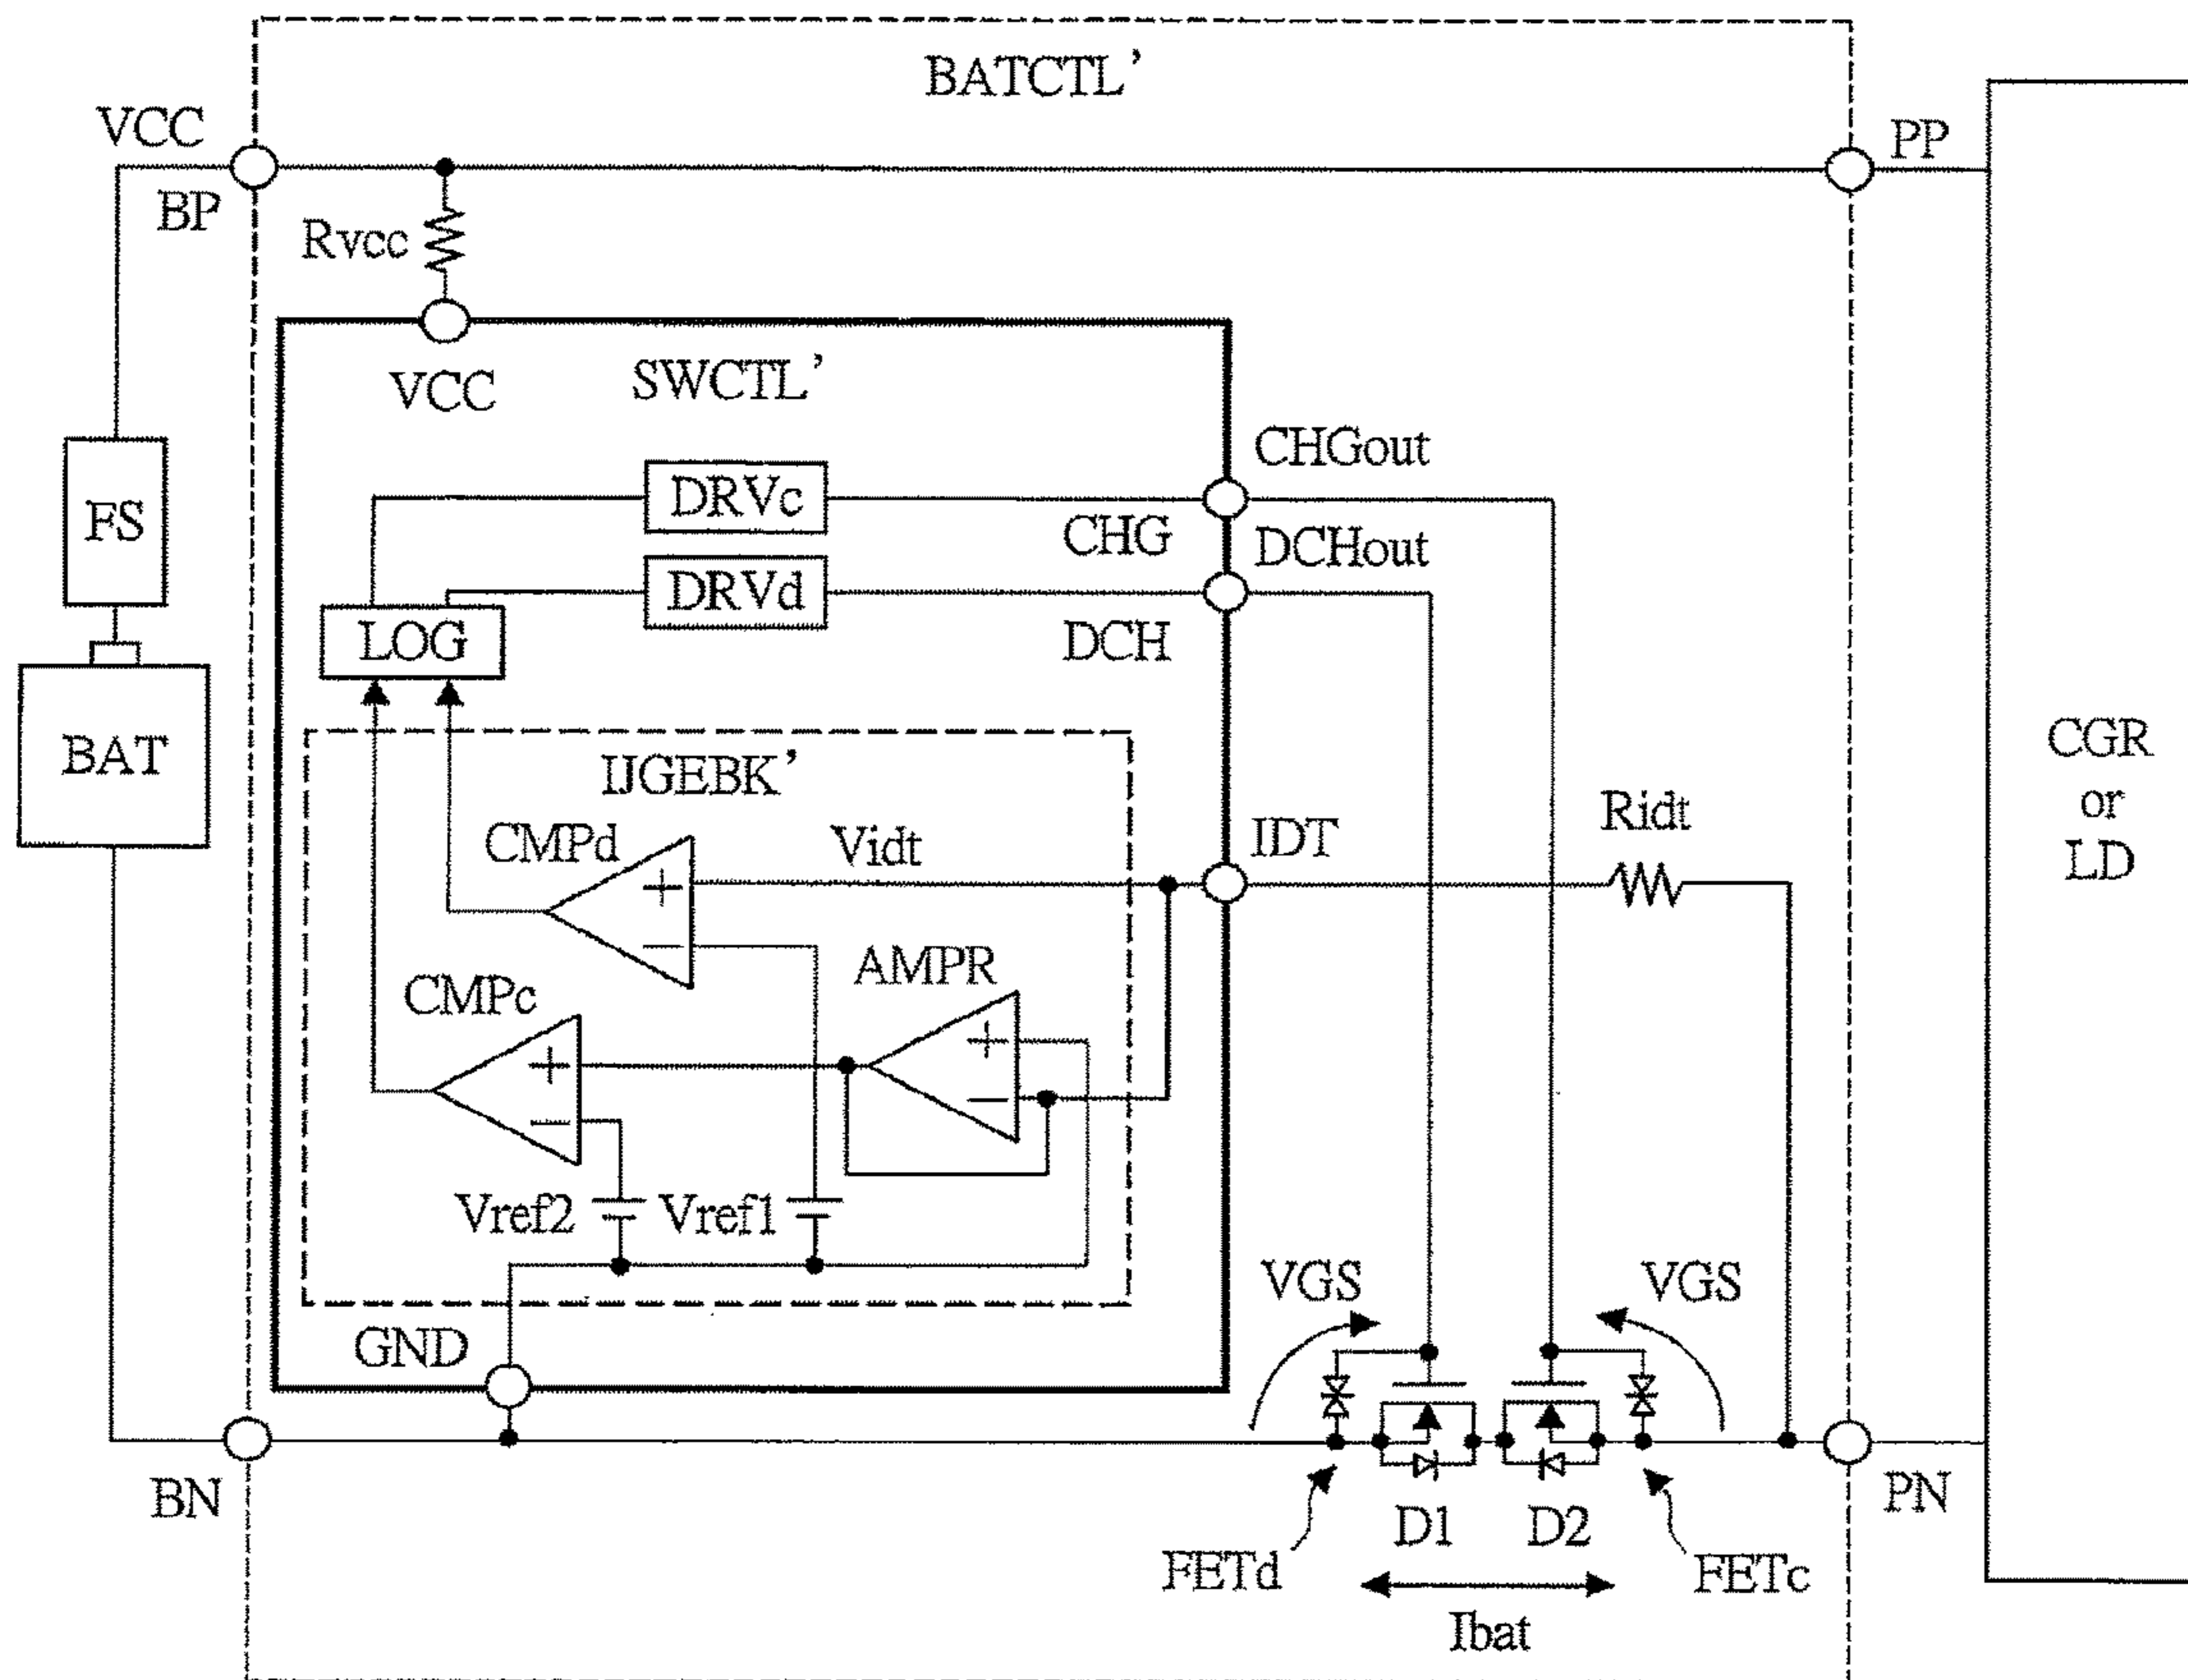 BATCTL'
VCC
BP
PP
Rvcc
VCC
SWCTL'
CHGout
DRVc
CHG
DCHout
FS
DRVd
LOG
DCH
BAT
IJGEBK'
CGR
or
LD
CMPd
Vidt
IDT
Ridt
+
−
AMPR
CMPc
+
−
+
−
Vref2
Vref1
VGS
VGS
GND
BN
PN
D1
D2
FETd
FETc
Ibat